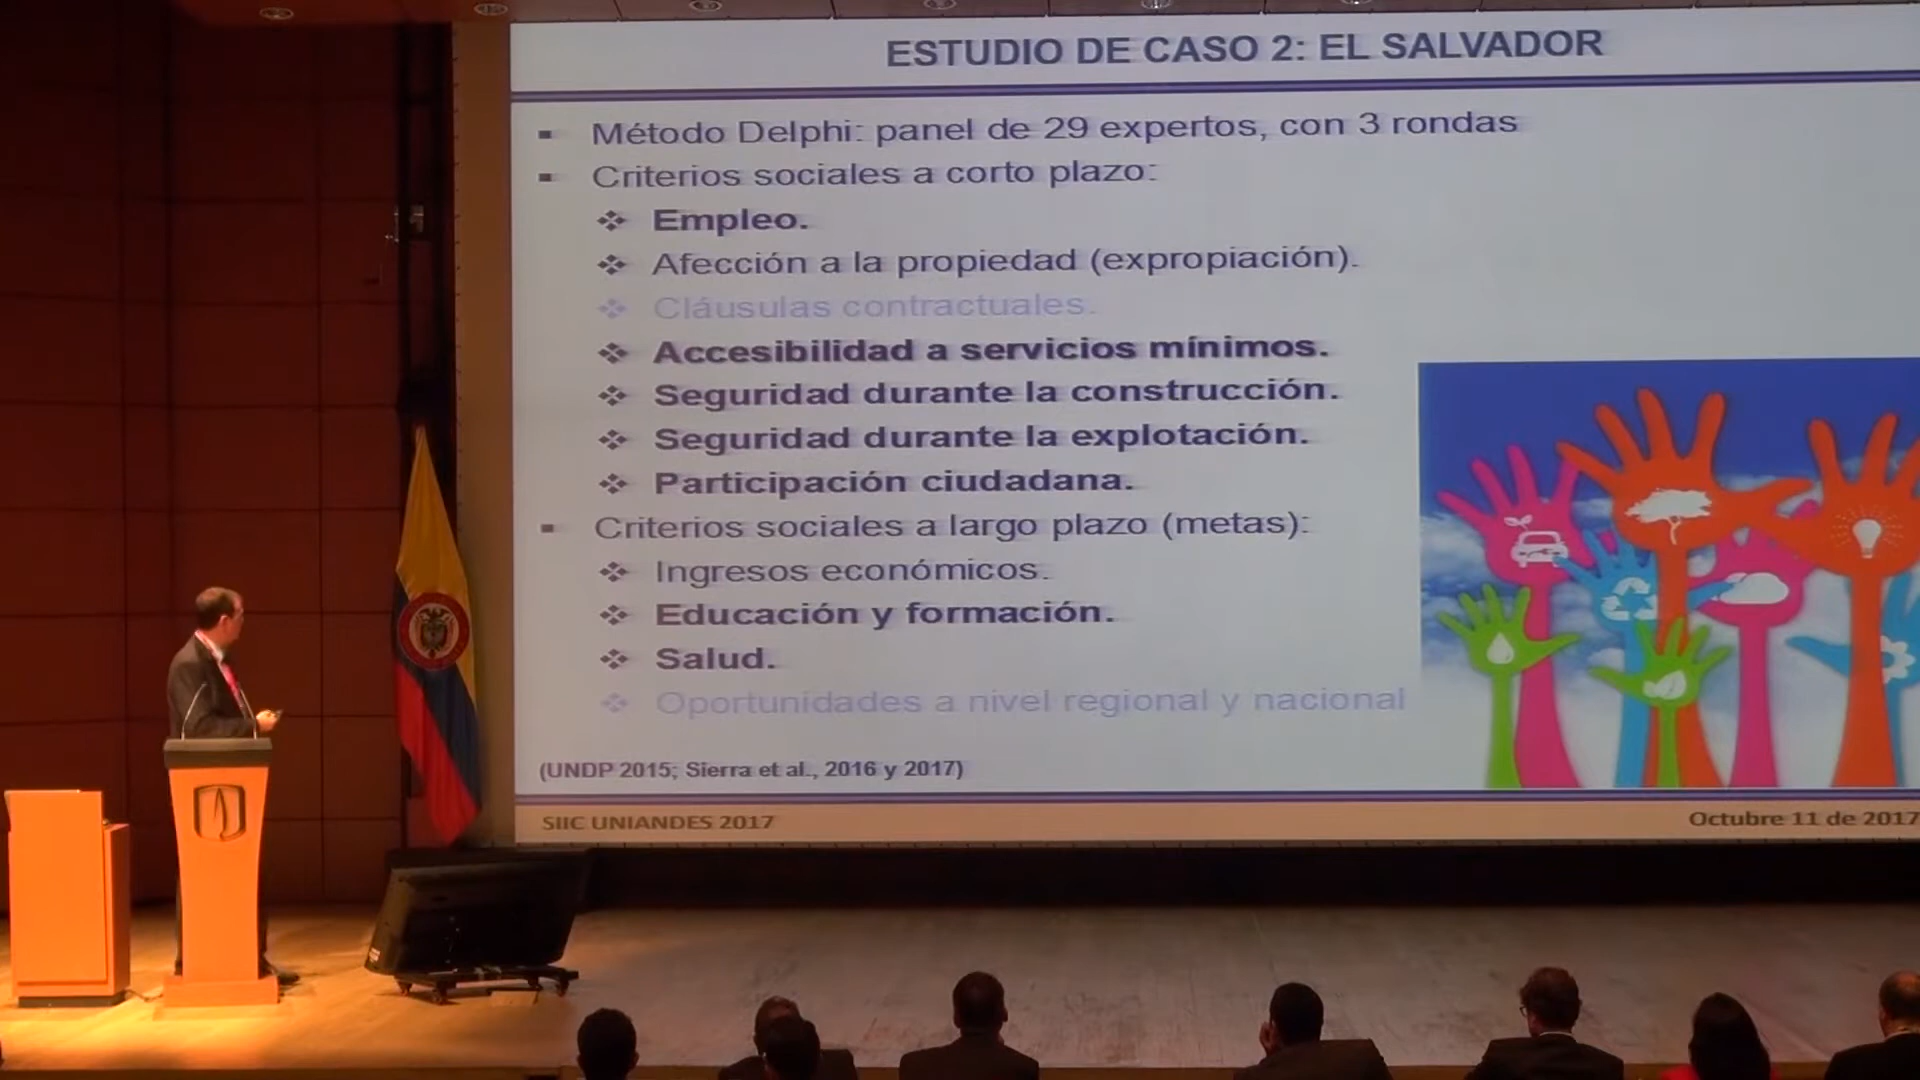 ESTUDIO DE CASO 2: EL SALVADOR
Método Delphi: panel de 29 expertos, con 3 rondas
Criterios sociales a corto plazo:
Empleo.
Afección a la propiedad (expropiación).
Cláusulas contractuales.
Accesibilidad a servicios mínimos.
Seguridad durante la construcción.
Seguridad durante la explotación.
Participación ciudadana.
Criterios sociales a largo plazo (metas):
Ingresos económicos.
Educación y formación.
Salud.
Oportunidades a nivel regional y nacional
(UNDP 2015; Sierra et al., 2016 y 2017)
SIIC UNIANDES 2017
Octubre 11 de 2017